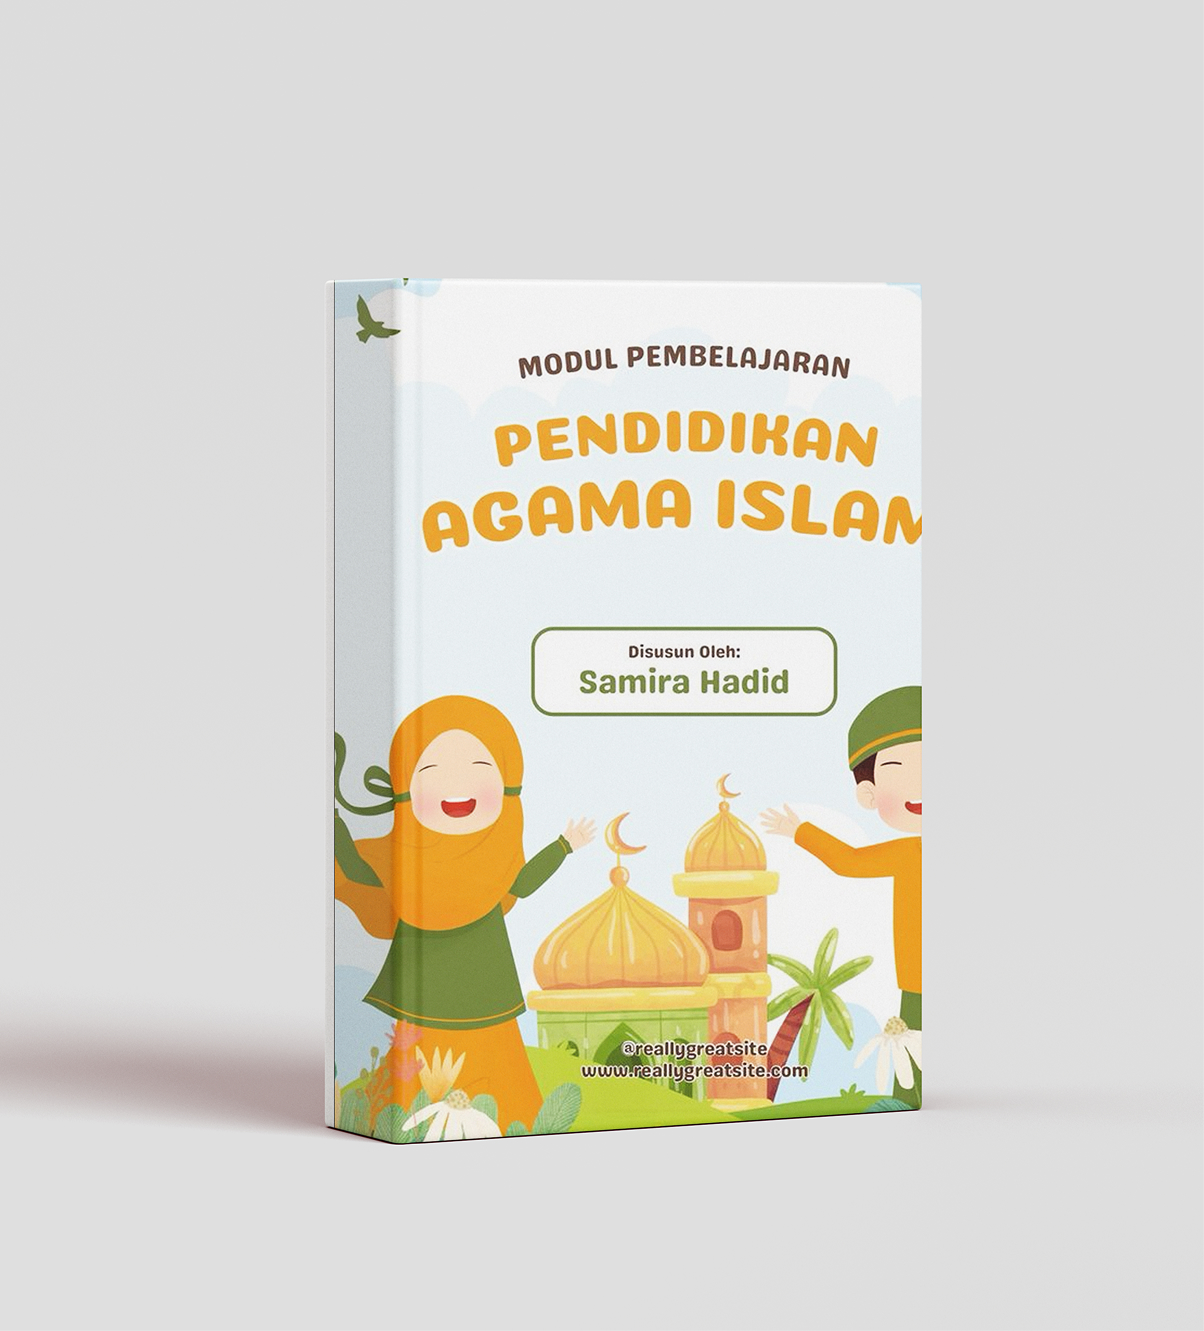 MODUL PEMBELAJARAN
PENDIDIKAN
AGAMA ISLAM
Disusun Oleh:
Samira Hadid
@reallygreatsite
www.reallygreatsite.com